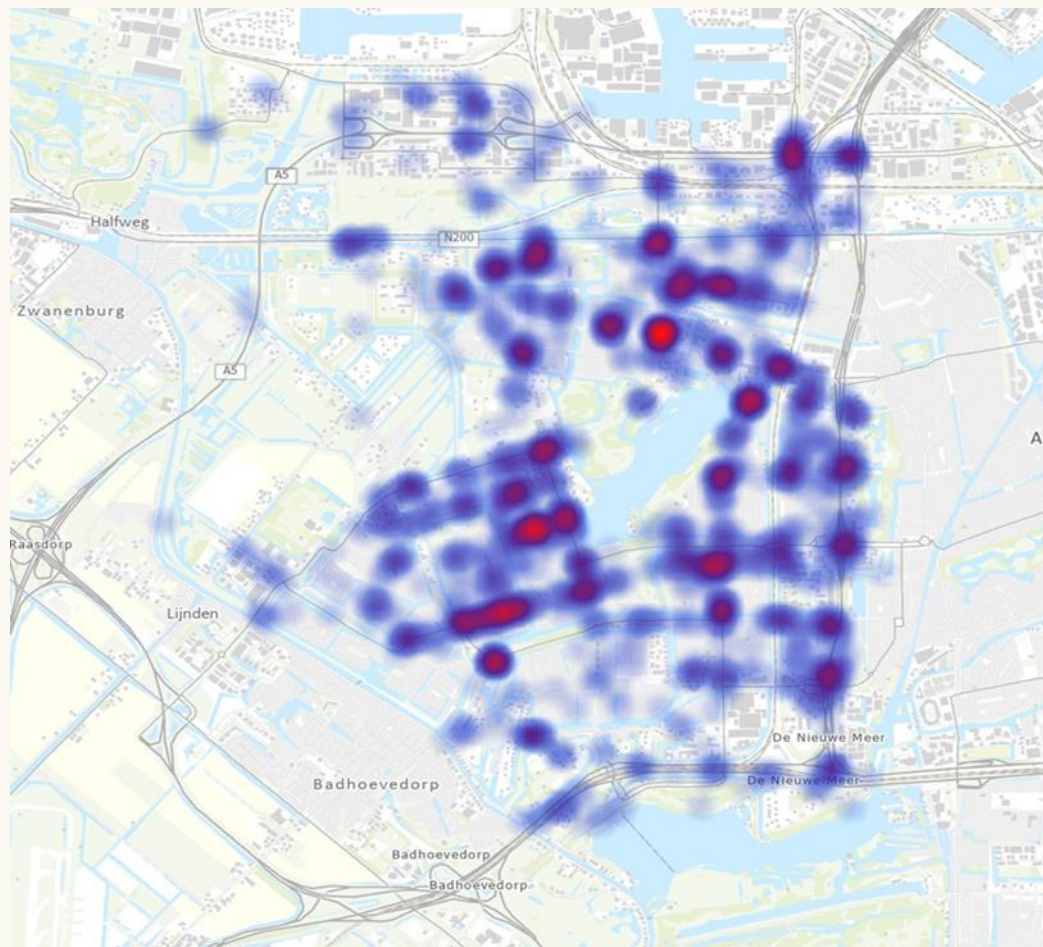 A5
Halfweg
N200
Zwanenburg
A5
A
Raasdorp
Lijnden
De Nieuwe Meer
De Nieuwe Meer
Badhoevedorp
Badhoevedorp
Badhoevedorp